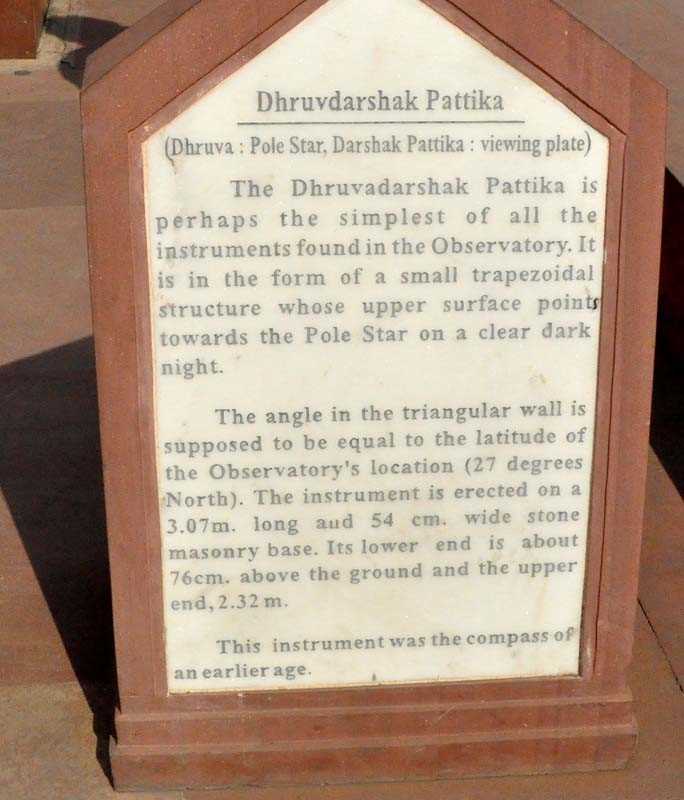 Dhruvdarshak Pattika
(Dhruva : Pole Star, Darshak Pattika : viewing plate)
The Dhruvadarshak Pattika is
perhaps the simplest of all the
instruments found in the Observatory. It
is in the form of a small trapezoidal
structure whose upper surface points
towards the Pole Star on a clear dark
night.
The angle in the triangular wall is
supposed to be equal to the latitude of
the Observatory's location (27 degrees
North). The instrument is erected on a
3.07m. long and 54 cm. wide stone
masonry base. Its lower end is about
76cm. above the ground and the upper
end, 2.32 m.
This instrument was the compass of
an earlier age.